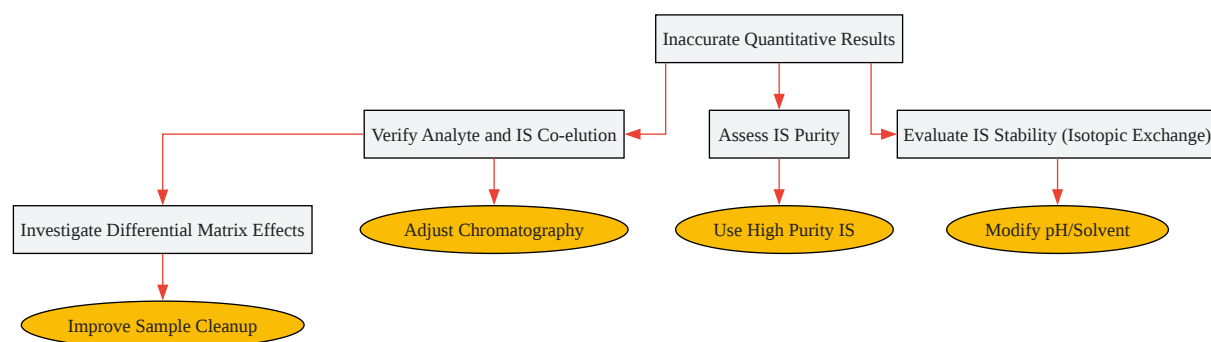 Inaccurate Quantitative Results
Verify Analyte and IS Co-elution
Assess IS Purity
Evaluate IS Stability (Isotopic Exchange)
Investigate Differential Matrix Effects
Adjust Chromatography
Use High Purity IS
Modify pH/Solvent
Improve Sample Cleanup